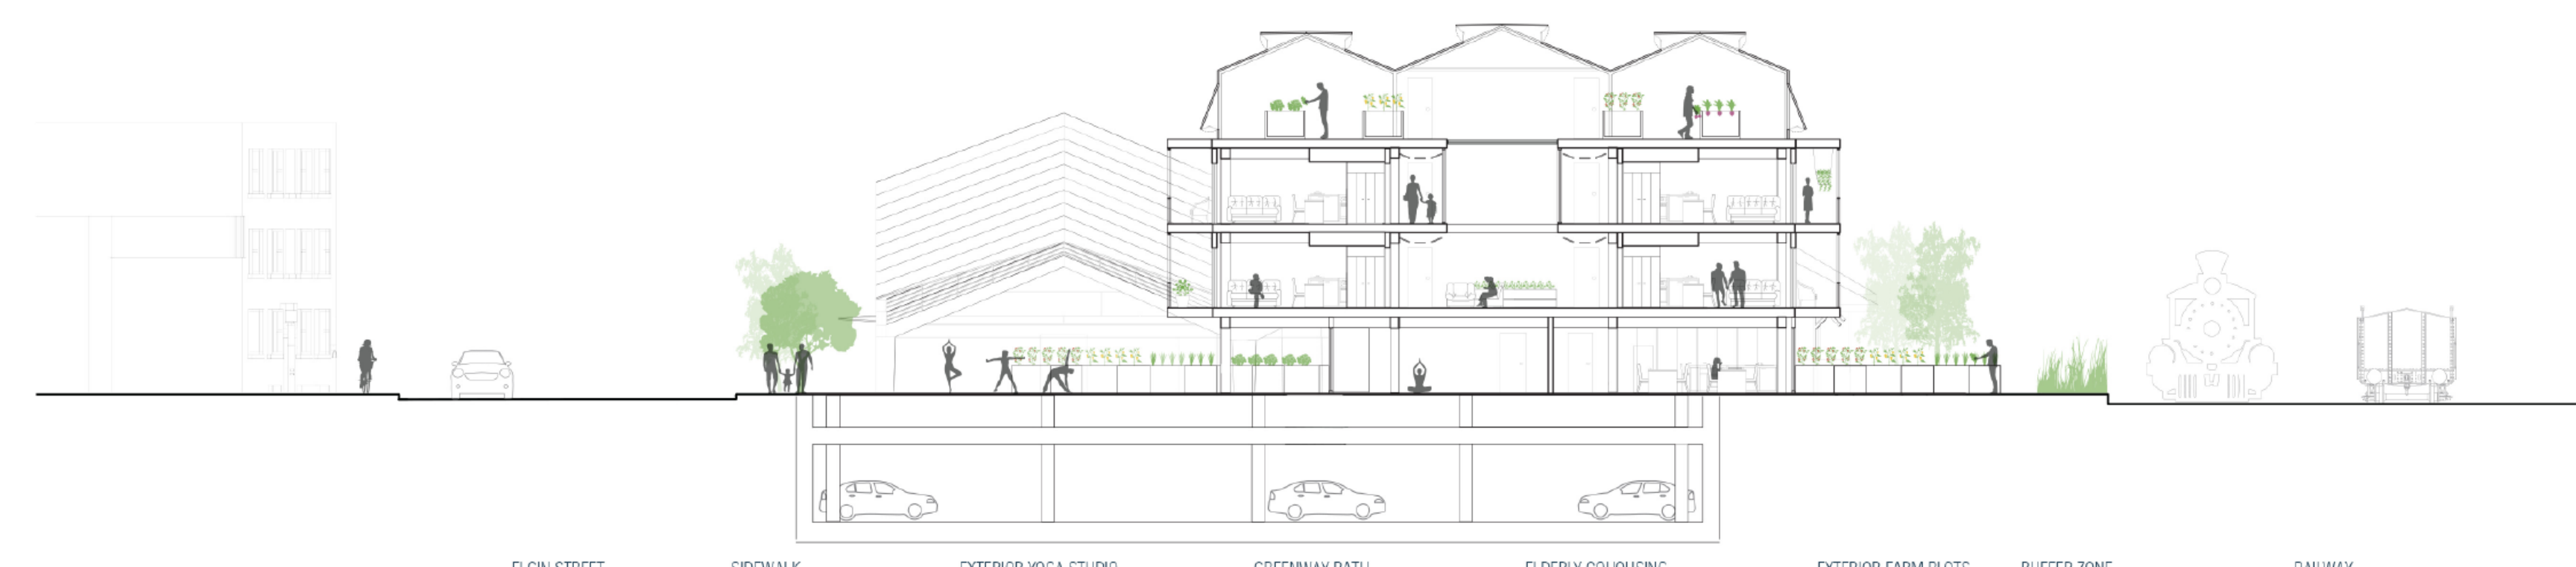 ELGIN STREET
SIDEWALK
EXTERIOR YOGA STUDIO
GREENWAY PATH
ELDERLY COHOUSING
EXTERIOR FARM PLOTS
BUFFER ZONE
RAILWAY